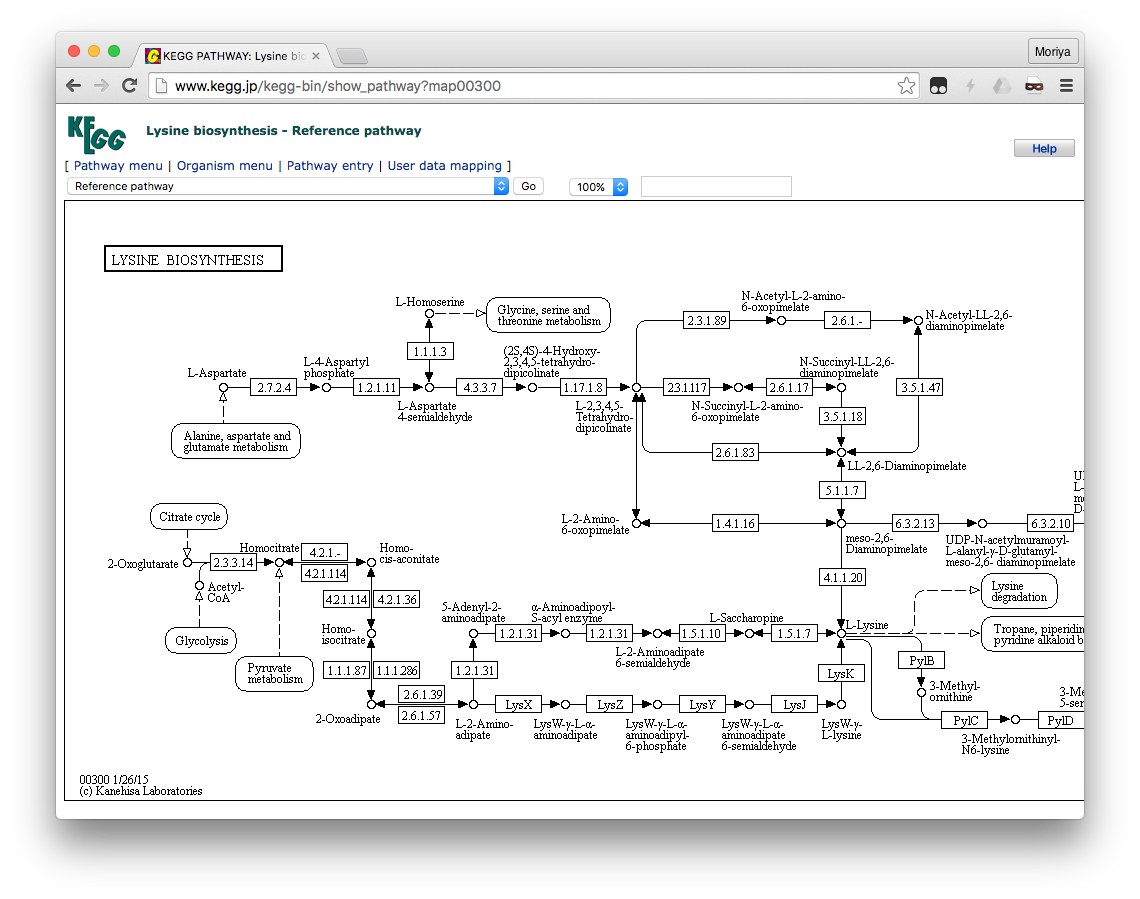 KEGG PATHWAY: Lysine bio
Moriya
www.kegg.jp/kegg-bin/show_pathway?map00300
KEGG
Lysine biosynthesis - Reference pathway
Help
[ Pathway menu | Organism menu | Pathway entry | User data mapping ]
Reference pathway
Go
100%
LYSINE BIOSYNTHESIS
L-Homoserine
Glycine, serine and
threonine metabolism
1.1.1.3
N-Acetyl-L-2-amino-
6-oxopimelate
2.3.1.89
2.6.1.-
N-Acetyl-LL-2,6-
diaminopimelate
L-Aspartate
2.7.2.4
L-4-Aspartyl
phosphate
1.2.1.11
L-Aspartate
4-semialdehyde
4.3.3.7
(2S,4S)-4-Hydroxy-
2,3,4,5-tetrahydro-
dipicolinate
1.17.1.8
L-2,3,4,5-
Tetrahydro-
dipicolinate
2.3.1.117
N-Succinyl-L-2-amino-
6-oxopimelate
2.6.1.17
N-Succinyl-LL-2,6-
diaminopimelate
3.5.1.47
3.5.1.18
Alanine, aspartate and
glutamate metabolism
2.6.1.83
LL-2,6-Diaminopimelate
5.1.1.7
L-2-Amino-
6-oxopimelate
1.4.1.16
meso-2,6-
Diaminopimelate
6.3.2.13
UDP-N-acetylmuramoyl-
L-alanyl-γ-D-glutamyl-
meso-2,6- diaminopimelate
6.3.2.10
UD
L-
me
D-
4.1.1.20
Citrate cycle
2-Oxoglutarate
2.3.3.14
Homocitrate
4.2.1.-
4.2.1.114
Homo-
cis-aconitate
Acetyl-
CoA
Glycolysis
Pyruvate
metabolism
4.2.1.114
4.2.1.36
Homo-
isocitrate
1.1.1.87
1.1.1.286
2-Oxoadipate
2.6.1.39
2.6.1.57
L-2-Amino-
adipate
1.2.1.31
5-Adenyl-2-
aminoadipate
1.2.1.31
α-Aminoadipoyl-
S-acyl enzyme
1.2.1.31
L-2-Aminoadipate
6-semialdehyde
1.5.1.10
L-Saccharopine
1.5.1.7
L-Lysine
Lysine
degradation
Tropane, piperidin
pyridine alkaloid b
LysX
LysW-γ-L-α-
aminoadipate
LysZ
LysW-γ-L-α-
aminoadipyl-
6-phosphate
LysY
LysW-γ-L-α-
aminoadipate
6-semialdehyde
LysJ
LysW-γ-
L-lysine
LysK
PylB
3-Methyl-
ornithine
PylC
3-Methylornithinyl-
N6-lysine
PylD
3-Me
5-sen
00300 1/26/15
(c) Kanehisa Laboratories